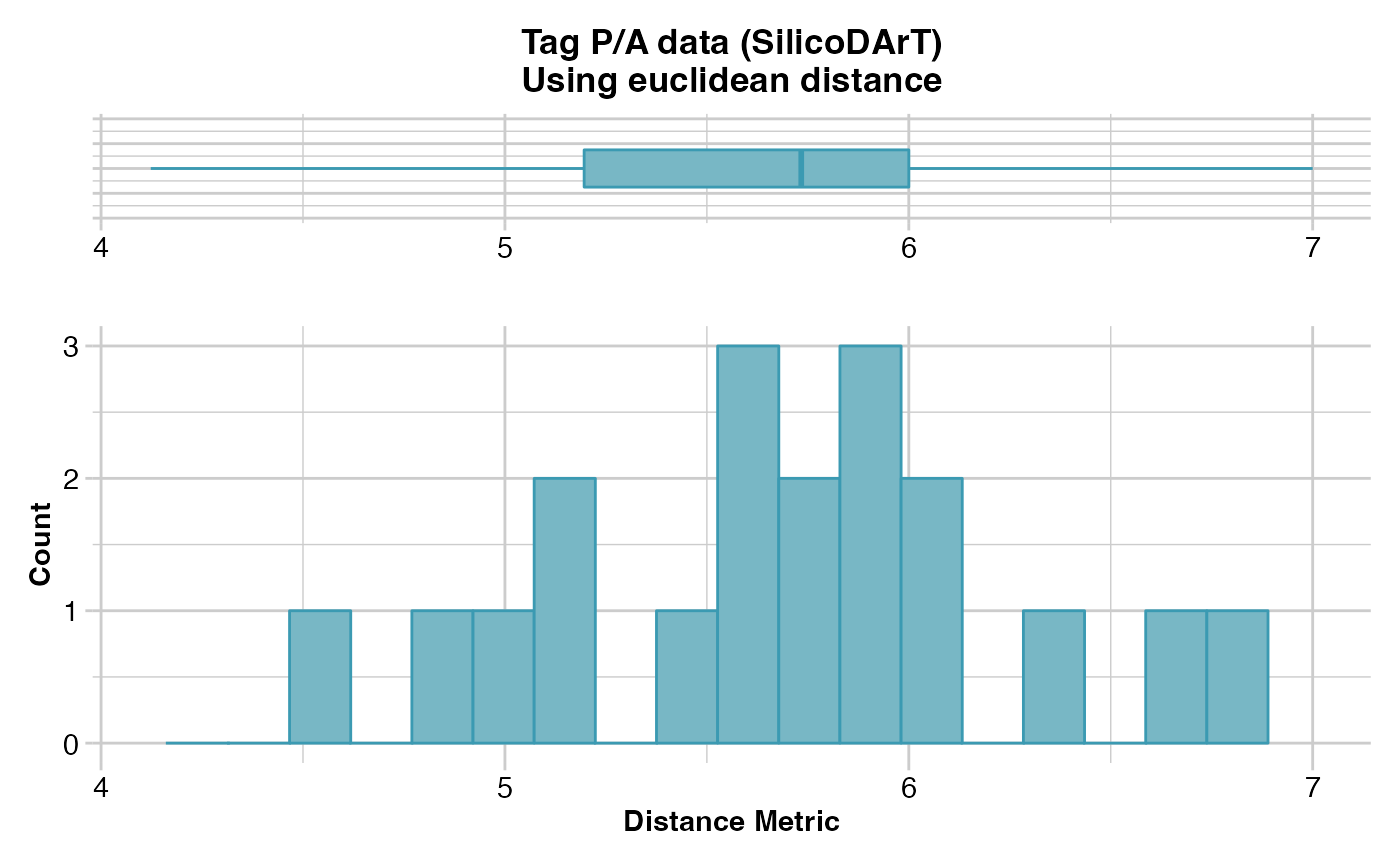 Tag P/A data (SilicoDArT)
Using euclidean distance
4 5 6 7
3
2
1
0
Count
4 5 6 7
Distance Metric